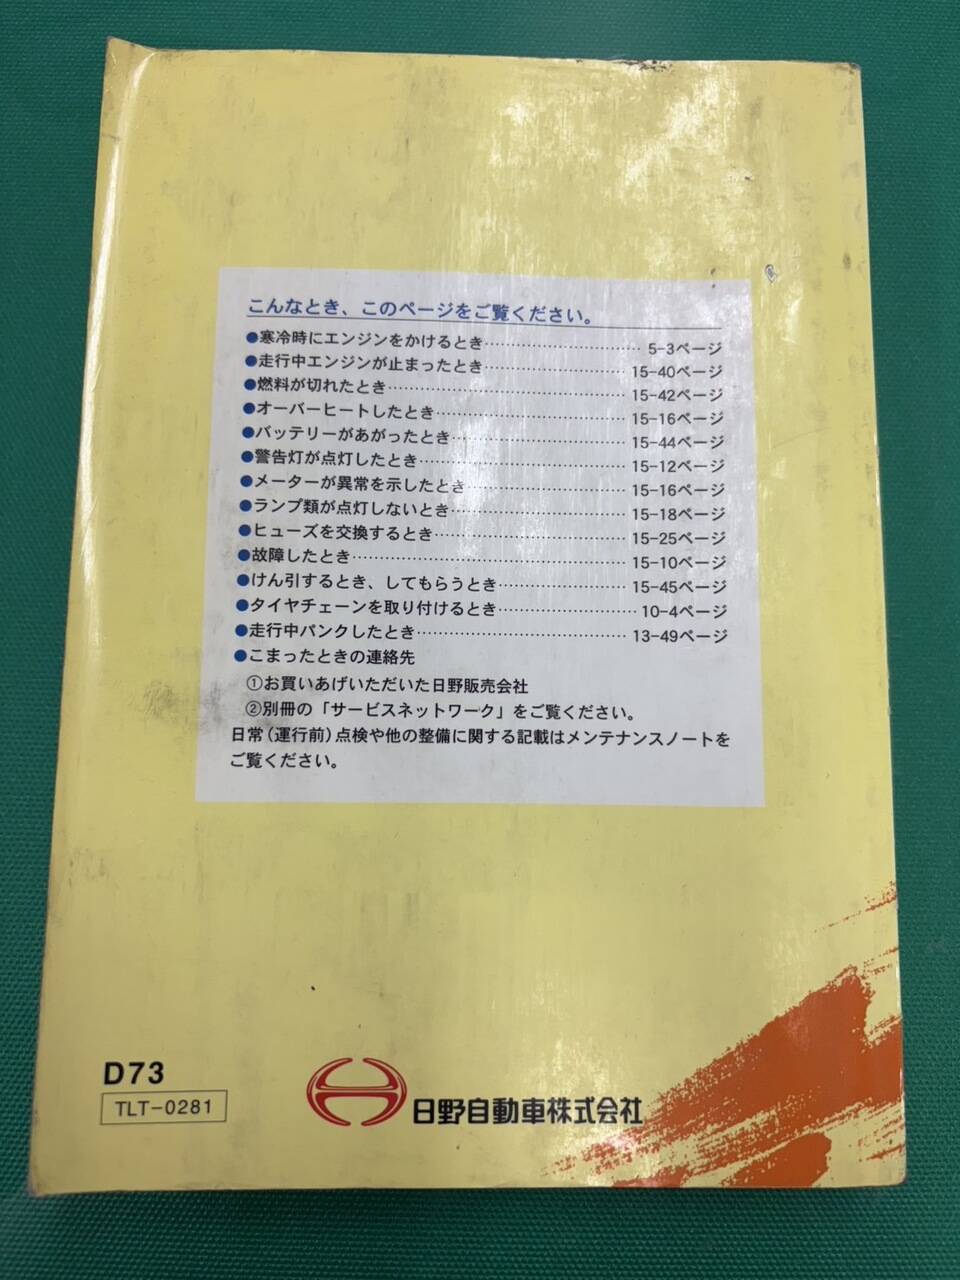 こんなとき、このページをご覧ください。
●寒冷時にエンジンをかけるとき…………………… 5-3ページ
●走行中エンジンが止まったとき…………………… 15-40ページ
●燃料が切れたとき…………………… 15-42ページ
●オーバーヒートしたとき…………………… 15-16ページ
●バッテリーがあがったとき…………………… 15-44ページ
●警告灯が点灯したとき…………………… 15-12ページ
●メーターが異常を示したとき…………………… 15-16ページ
●ランプ類が点灯しないとき…………………… 15-18ページ
●ヒューズを交換するとき…………………… 15-25ページ
●故障したとき…………………… 15-10ページ
●けん引するとき、してもらうとき…………………… 15-45ページ
●タイヤチェーンを取り付けるとき…………………… 10-4ページ
●走行中パンクしたとき…………………… 13-49ページ
●こまったときの連絡先
①お買いあげいただいた日野販売会社
②別冊の「サービスネットワーク」をご覧ください。
日常(運行前)点検や他の整備に関する記載はメンテナンスノートを
ご覧ください。
D73
TLT-0281
日野自動車株式会社